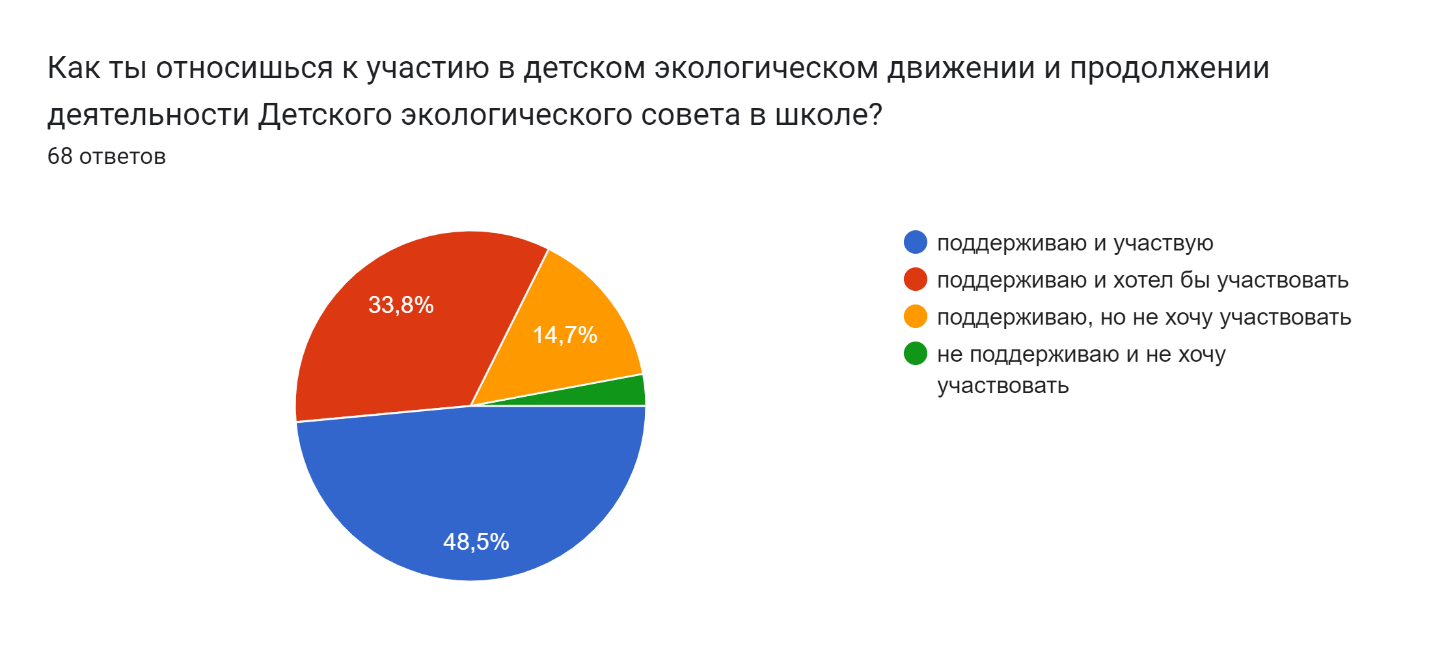 Как ты относишься к участию в детском экологическом движении и продолжении
деятельности Детского экологического совета в школе?
68 ответов
33,8%
14,7%
48,5%
поддерживаю и участвую
поддерживаю и хотел бы участвовать
поддерживаю, но не хочу участвовать
не поддерживаю и не хочу
участвовать